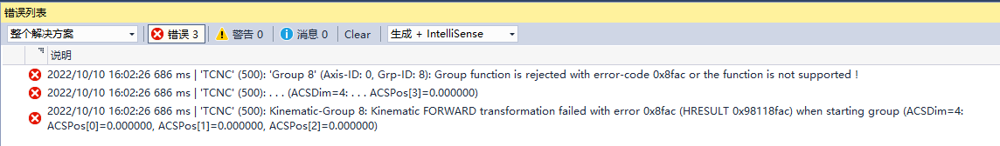 错误列表
整个解决方案 错误 3 警告 0 消息 0 Clear 生成 + IntelliSense
说明
2022/10/10 16:02:26 686 ms | 'TCNC' (500): 'Group 8' (Axis-ID: 0, Grp-ID: 8): Group function is rejected with error-code 0x8fac or the function is not supported !
2022/10/10 16:02:26 686 ms | 'TCNC' (500): . . . (ACSDim=4: . . . ACSPos[3]=0.000000)
2022/10/10 16:02:26 686 ms | 'TCNC' (500): Kinematic-Group 8: Kinematic FORWARD transformation failed with error 0x8fac (HRESULT 0x98118fac) when starting group (ACSDim=4:
ACSPos[0]=0.000000, ACSPos[1]=0.000000, ACSPos[2]=0.000000)